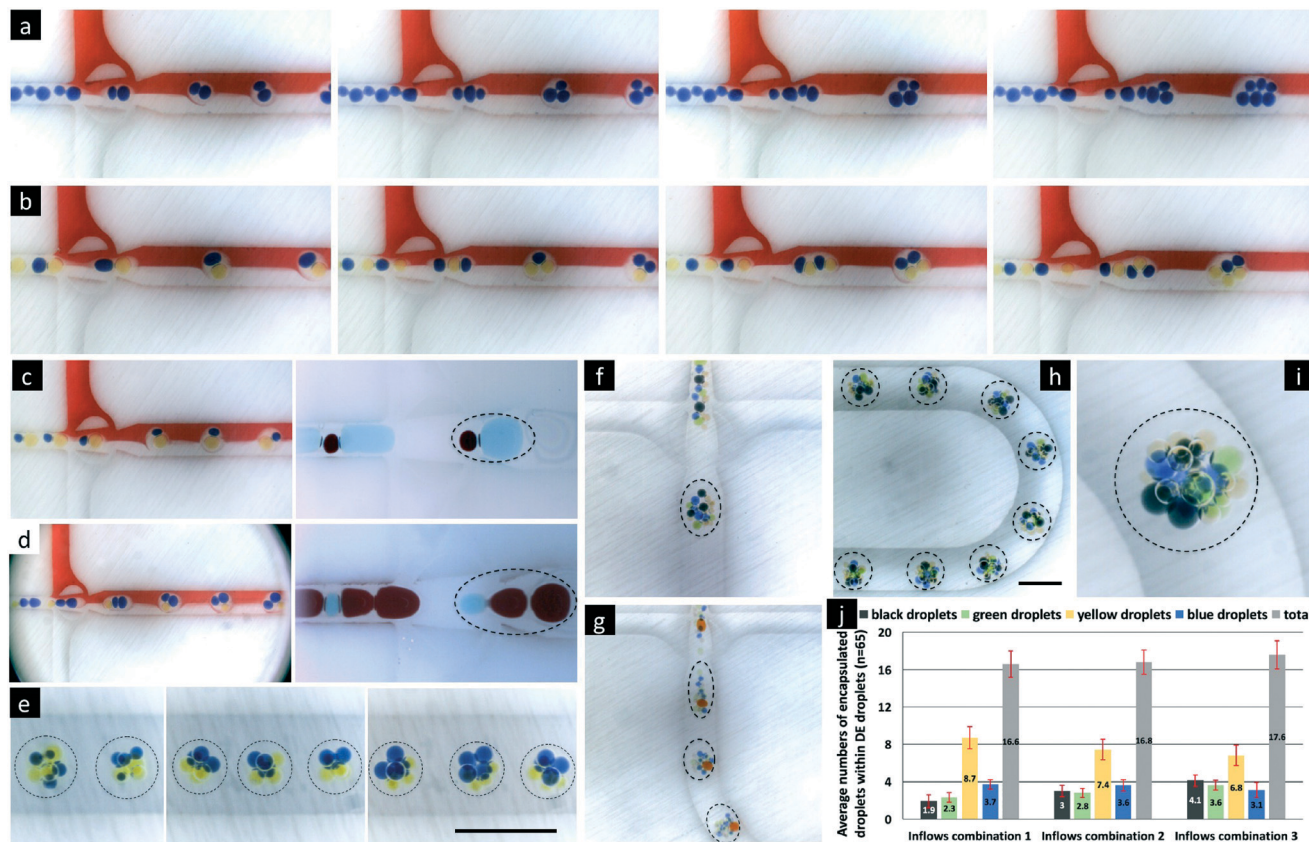 a
b
c
f
h
i
d
g
j
black droplets green droplets yellow droplets blue droplets total
Average numbers of encapsulated
droplets within DE droplets (n=65)
20
16
12
8
4
0
1.9 2.3 8.7 3.7 16.6
3 2.8 7.4 3.6 16.8
4.1 3.6 6.8 3.1 17.6
Inflows combination 1 Inflows combination 2 Inflows combination 3
e